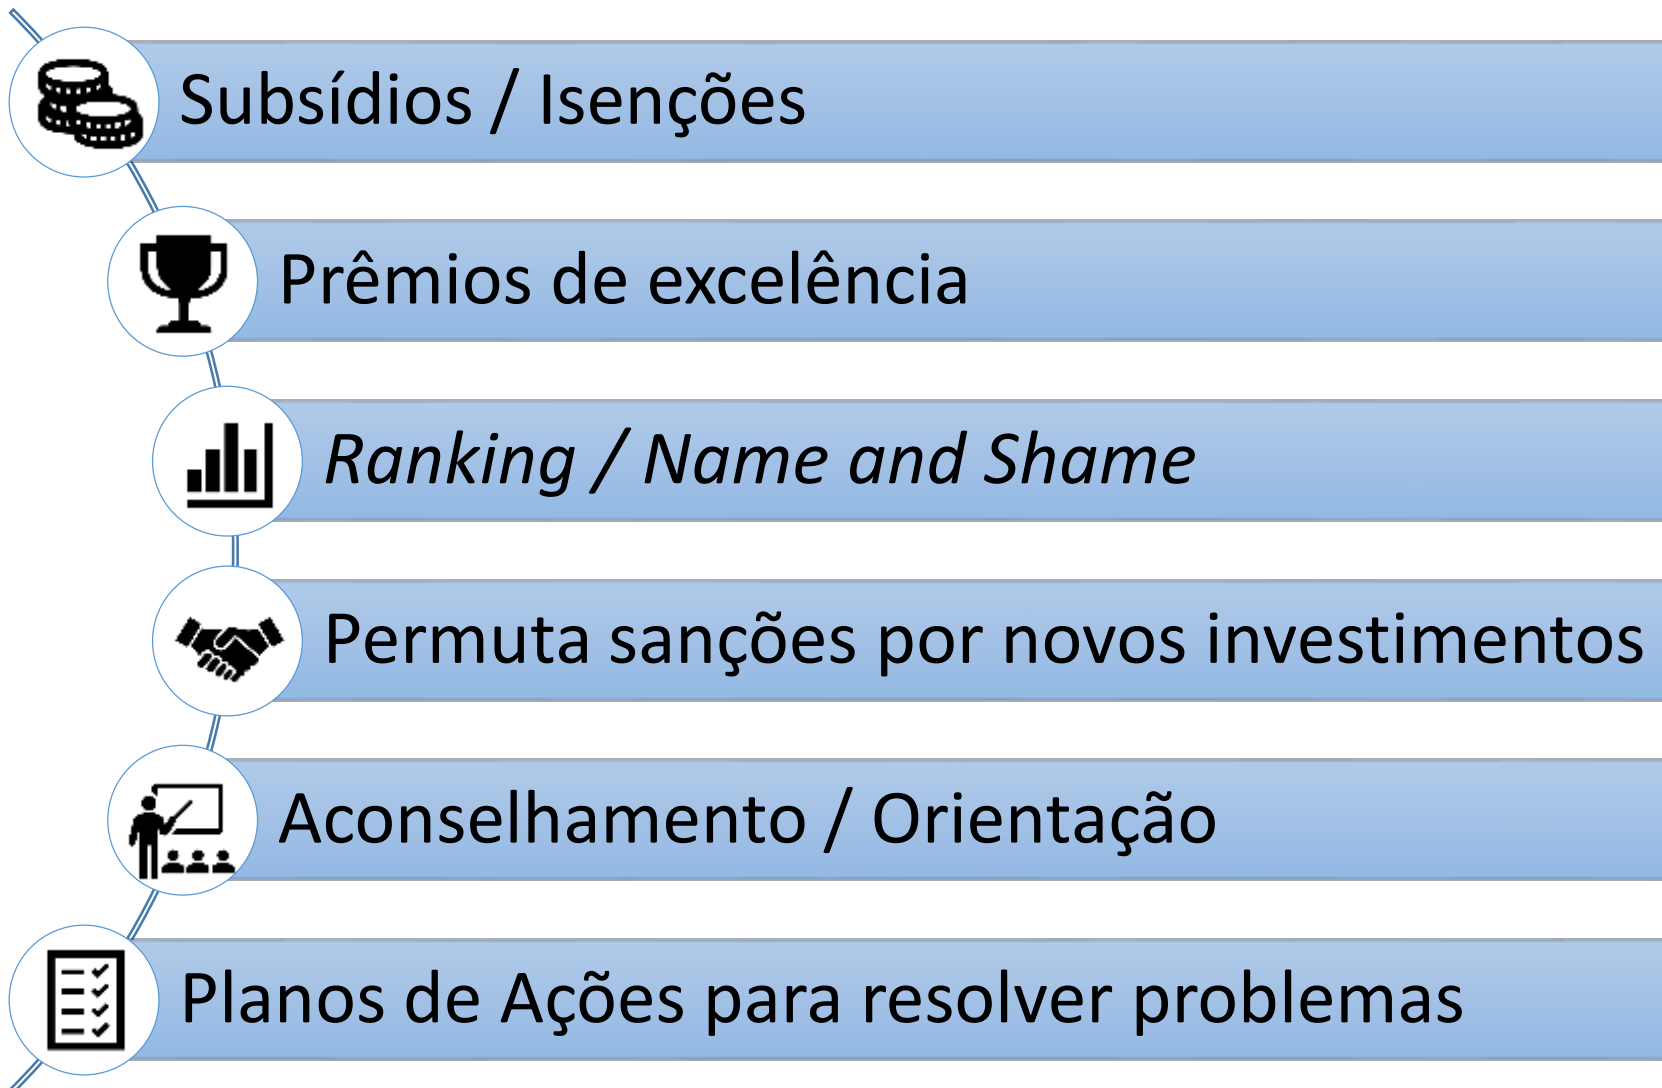 Subsídios / Isenções
Prêmios de excelência
Ranking / Name and Shame
Permuta sanções por novos investimentos
Aconselhamento / Orientação
Planos de Ações para resolver problemas